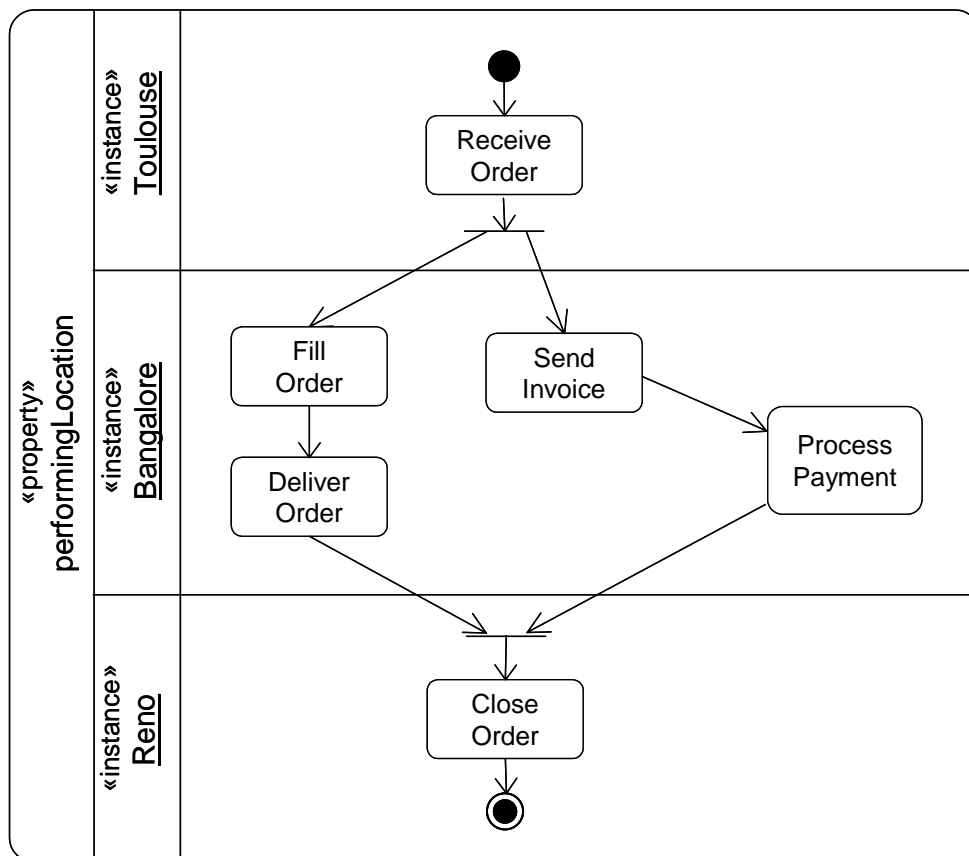 «property»
performingLocation
«instance»
Toulouse
Receive
Order
«instance»
Bangalore
Fill
Order
Send
Invoice
Deliver
Order
Process
Payment
«instance»
Reno
Close
Order